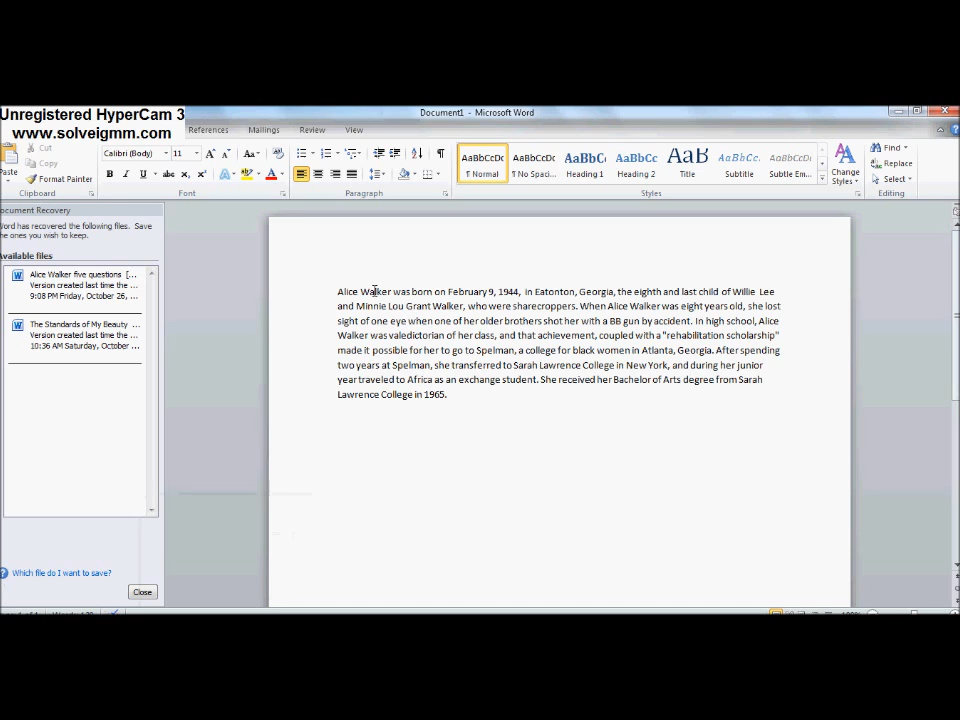 Unregistered HyperCam 3
www.solveigmm.com
Document1 - Microsoft Word
References Mailings Review View
Cut
Copy
Paste
Format Painter
Clipboard
Calibri (Body) 11
Aa
B I U abc x₂ x²
Font
Paragraph
AaBbCcDc AaBbCcDc AaBbCc AaBbCc AaB AaBbCc. AaBbCcDc
¶ Normal ¶ No Spaci... Heading 1 Heading 2 Title Subtitle Subtle Em...
Styles
Change
Styles
Find
Replace
Select
Editing
ocument Recovery
Word has recovered the following files. Save
the ones you wish to keep.
Available files
Alice Walker five questions [...
Version created last time the ...
9:08 PM Friday, October 26, ...
The Standards of My Beauty ...
Version created last time the ...
10:36 AM Saturday, October ...
Which file do I want to save?
Close
Alice Walker was born on February 9, 1944, in Eatonton, Georgia, the eighth and last child of Willie Lee
and Minnie Lou Grant Walker, who were sharecroppers. When Alice Walker was eight years old, she lost
sight of one eye when one of her older brothers shot her with a BB gun by accident. In high school, Alice
Walker was valedictorian of her class, and that achievement, coupled with a "rehabilitation scholarship"
made it possible for her to go to Spelman, a college for black women in Atlanta, Georgia. After spending
two years at Spelman, she transferred to Sarah Lawrence College in New York, and during her junior
year traveled to Africa as an exchange student. She received her Bachelor of Arts degree from Sarah
Lawrence College in 1965.